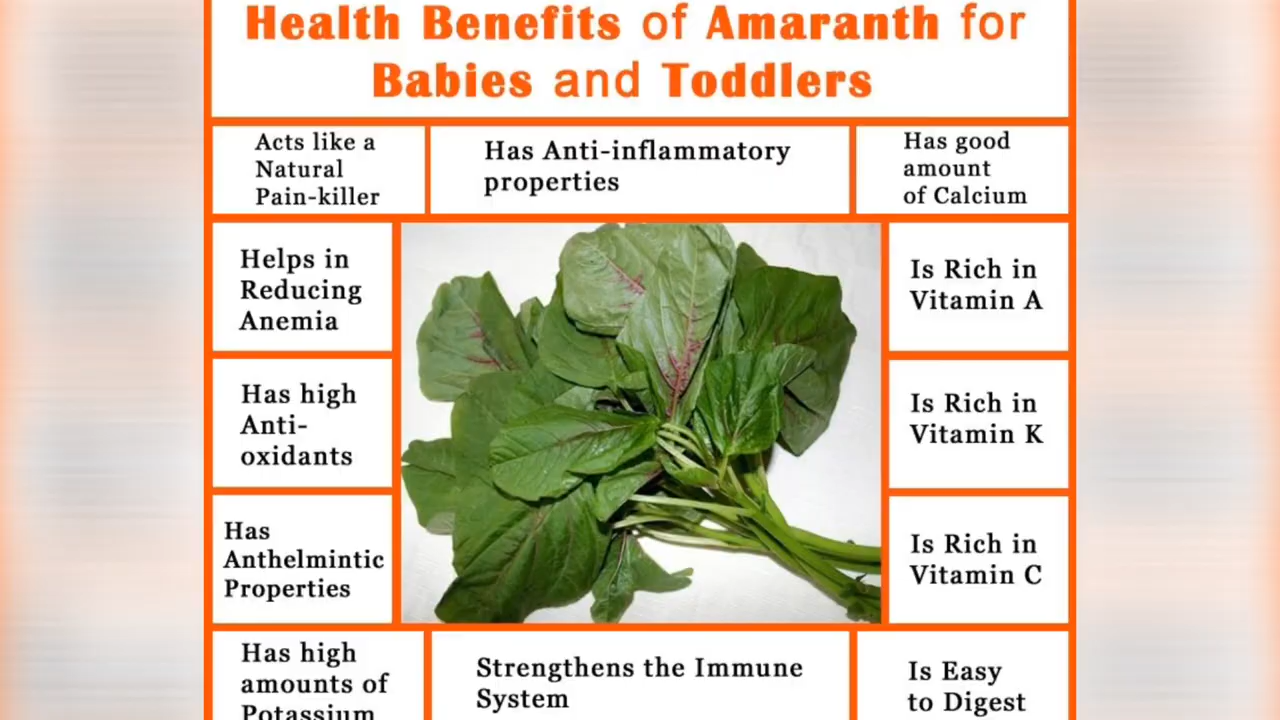 Health Benefits of Amaranth for
Babies and Toddlers
Acts like a
Natural
Pain-killer
Has Anti-inflammatory
properties
Has good
amount
of Calcium
Helps in
Reducing
Anemia
Is Rich in
Vitamin A
Has high
Anti-
oxidants
Is Rich in
Vitamin K
Has
Anthelmintic
Properties
Is Rich in
Vitamin C
Has high
amounts of
Potassium
Strengthens the Immune
System
Is Easy
to Digest